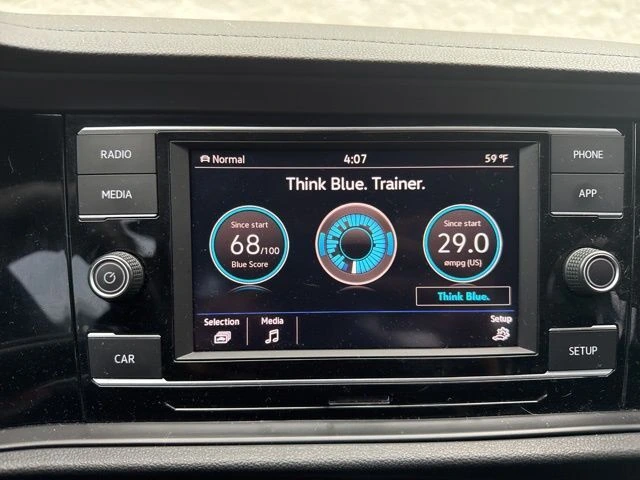 RADIO
MEDIA
CAR
PHONE
APP
SETUP
Normal
4:07
59 °F
Think Blue. Trainer.
Since start
68/100
Blue Score
Since start
29.0
ømpg (US)
Think Blue.
Selection
Media
Setup